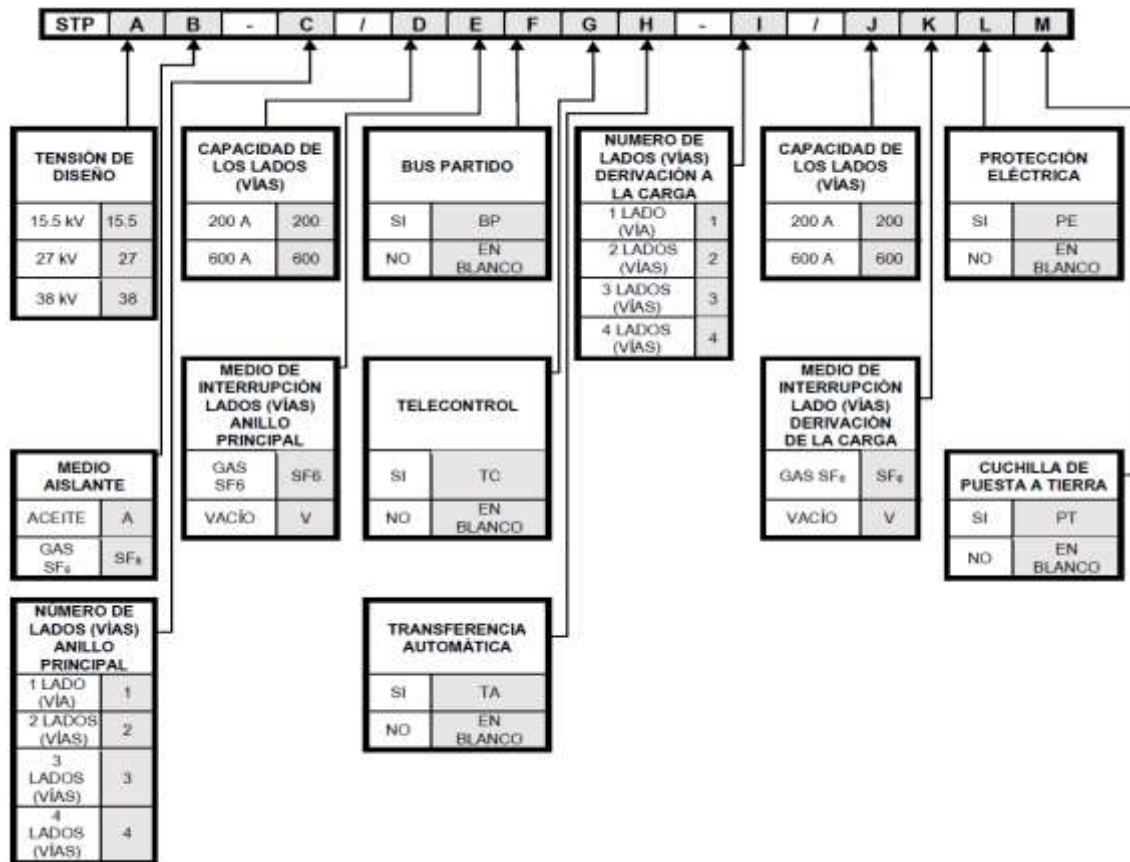 STP A B - C / D E F G H - I / J K L M
TENSIÓN DE
DISEÑO
15.5 kV 15.5
27 kV 27
38 kV 38
CAPACIDAD DE
LOS LADOS
(VÍAS)
200 A 200
600 A 600
BUS PARTIDO
SI BP
NO EN
BLANCO
NUMERO DE
LADOS (VÍAS)
DERIVACIÓN A
LA CARGA
1 LADO
(VÍA) 1
2 LADOS
(VÍAS) 2
3 LADOS
(VÍAS) 3
4 LADOS
(VÍAS) 4
CAPACIDAD DE
LOS LADOS
(VÍAS)
200 A 200
600 A 600
PROTECCIÓN
ELÉCTRICA
SI PE
NO EN
BLANCO
MEDIO
AISLANTE
ACEITE A
GAS
SF₆ SF₆
MEDIO DE
INTERRUPCIÓN
LADOS (VÍAS)
ANILLO
PRINCIPAL
GAS
SF6 SF6
VACÍO V
TELECONTROL
SI TC
NO EN
BLANCO
MEDIO DE
INTERRUPCIÓN
LADO (VÍAS)
DERIVACIÓN
DE LA CARGA
GAS SF₆ SF₆
VACÍO V
CUCHILLA DE
PUESTA A TIERRA
SI PT
NO EN
BLANCO
NÚMERO DE
LADOS (VÍAS)
ANILLO
PRINCIPAL
1 LADO
(VÍA) 1
2 LADOS
(VÍAS) 2
3
LADOS
(VÍAS) 3
4
LADOS
(VÍAS) 4
TRANSFERENCIA
AUTOMÁTICA
SI TA
NO EN
BLANCO